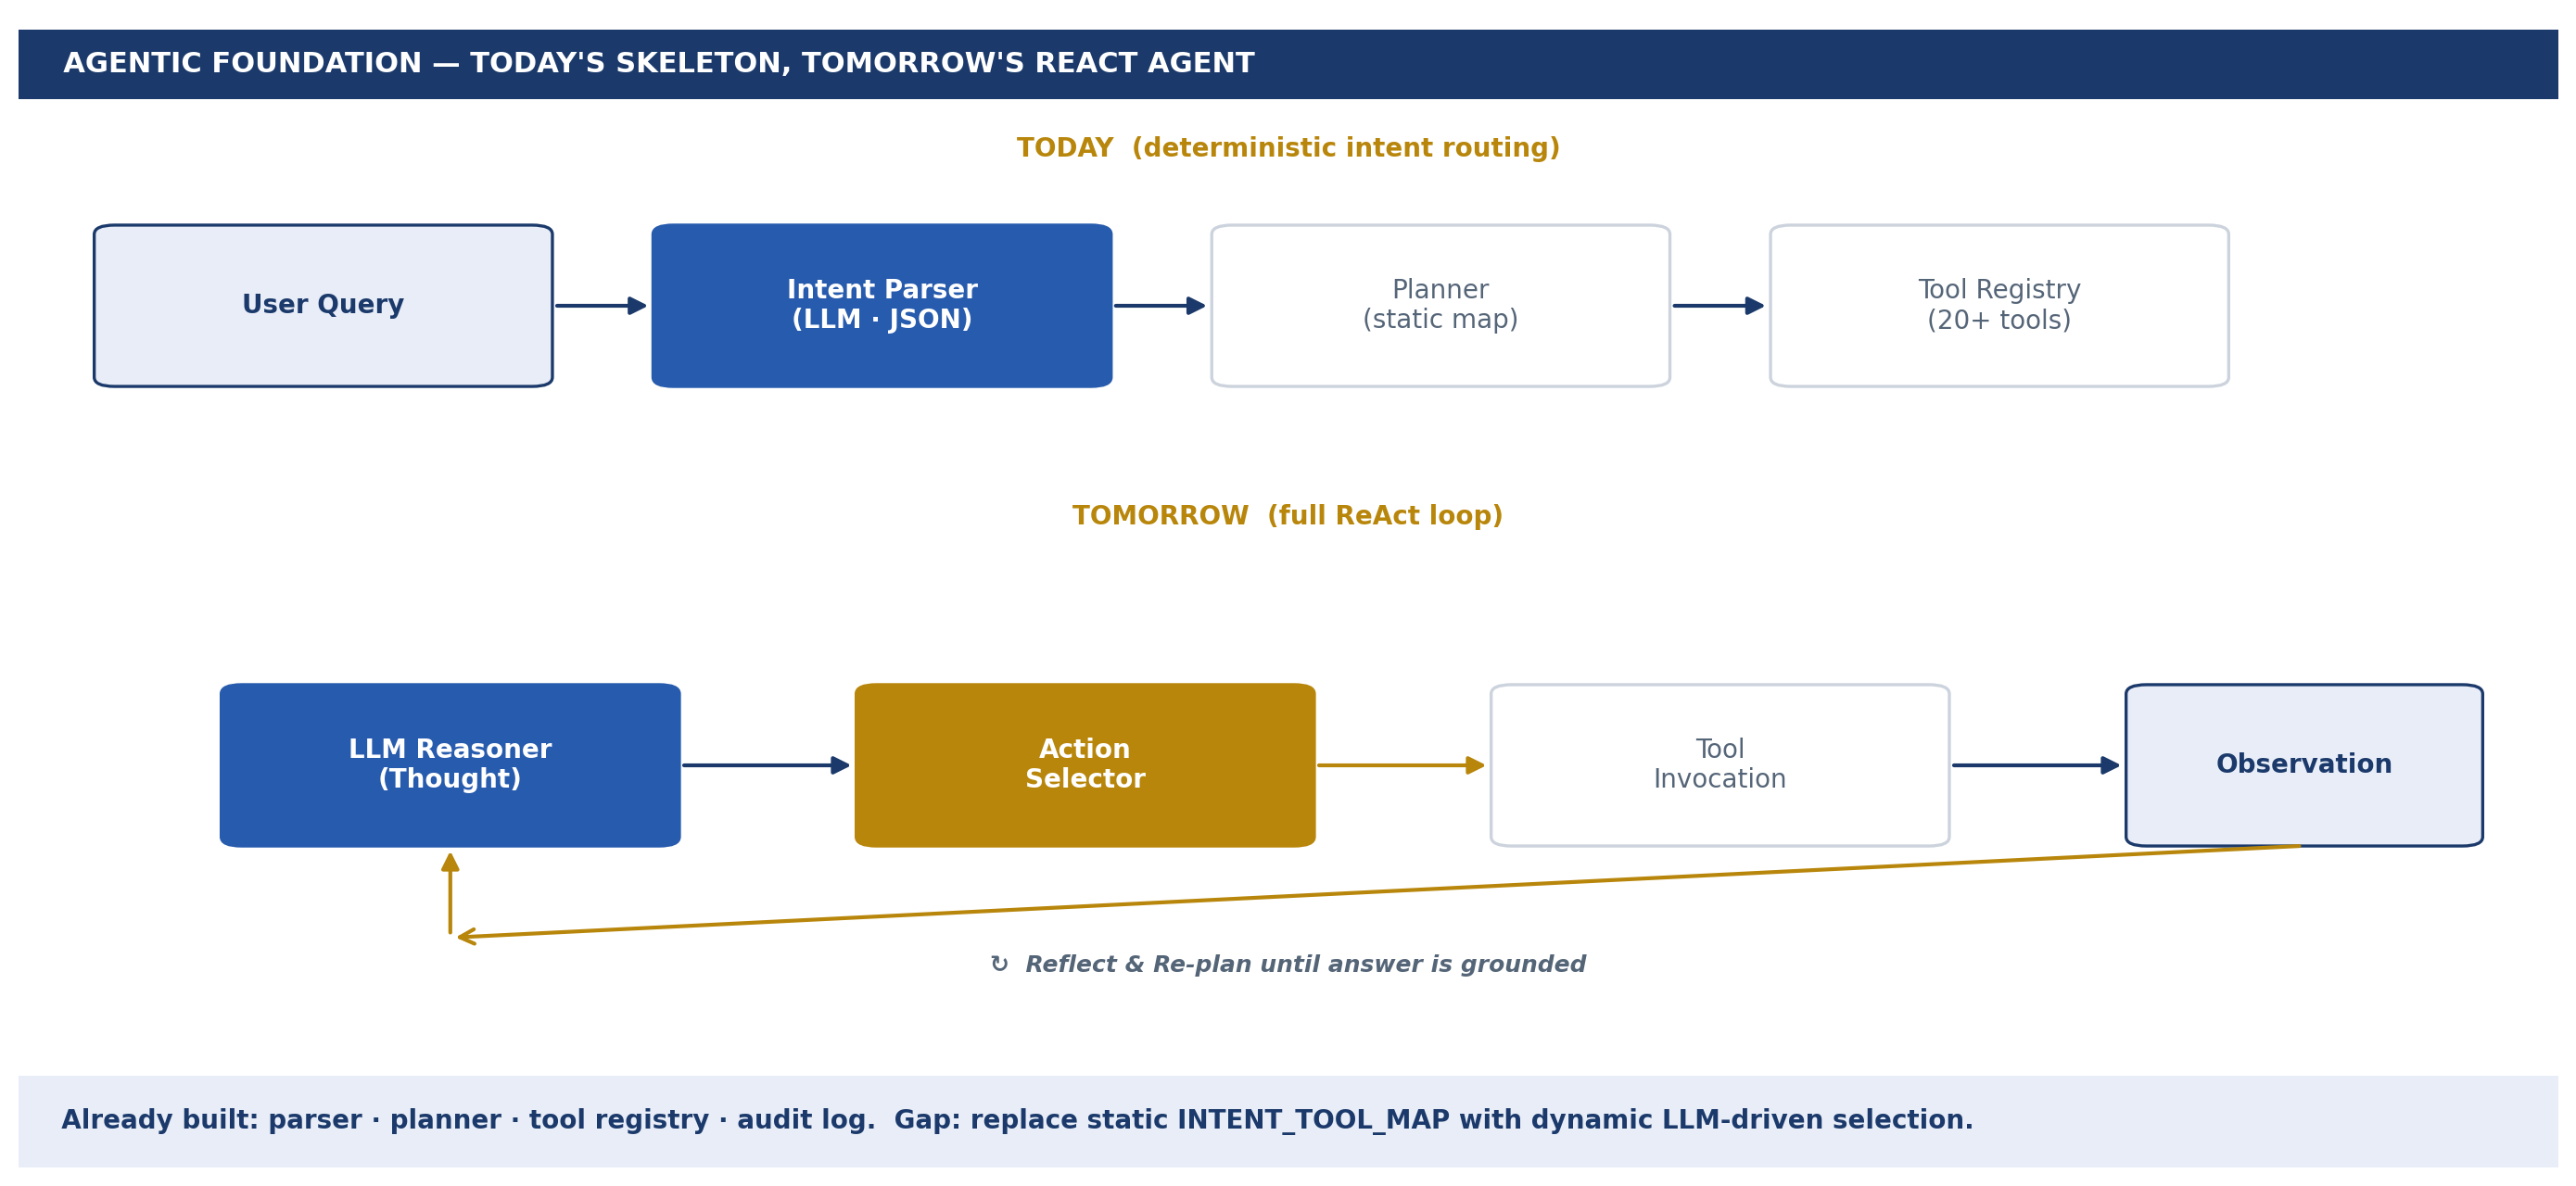 AGENTIC FOUNDATION — TODAY'S SKELETON, TOMORROW'S REACT AGENT
TODAY (deterministic intent routing)
User Query
Intent Parser
(LLM · JSON)
Planner
(static map)
Tool Registry
(20+ tools)
TOMORROW (full ReAct loop)
LLM Reasoner
(Thought)
Action
Selector
Tool
Invocation
Observation
↻ Reflect & Re-plan until answer is grounded
Already built: parser · planner · tool registry · audit log. Gap: replace static INTENT_TOOL_MAP with dynamic LLM-driven selection.